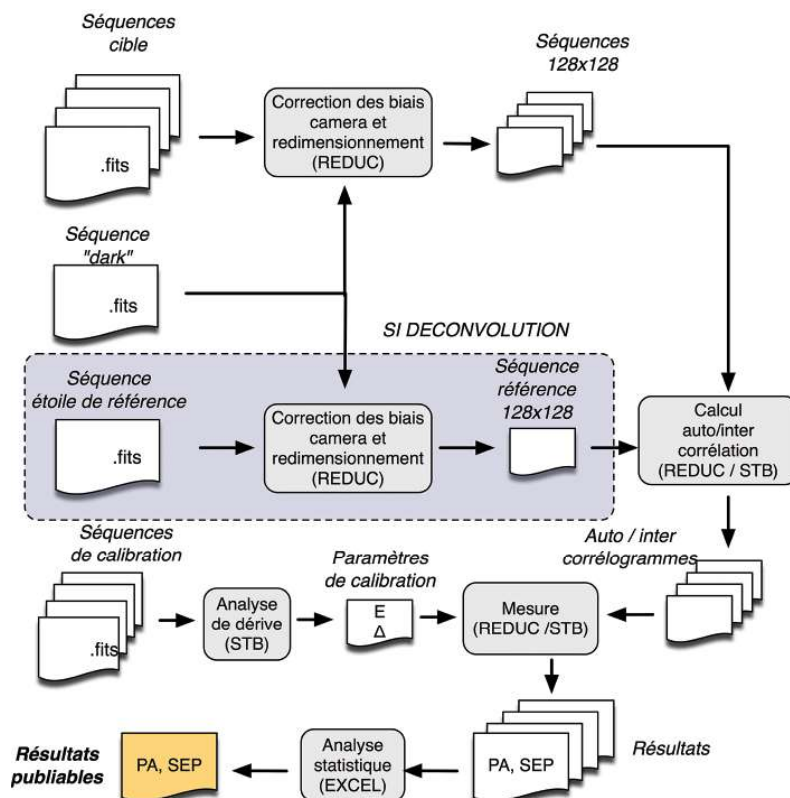 Séquences
cible
.fits
Correction des biais
camera et
redimensionnement
(REDUC)
Séquences
128x128
Séquence
"dark"
.fits
SI DECONVOLUTION
Séquence
étoile de référence
.fits
Correction des biais
camera et
redimensionnement
(REDUC)
Séquence
référence
128x128
Calcul
auto/inter
corrélation
(REDUC / STB)
Séquences
de calibration
.fits
Analyse
de dérive
(STB)
Paramètres
de calibration
E
Δ
Mesure
(REDUC /STB)
Auto / inter
corrélogrammes
Résultats
publiables
PA, SEP
Analyse
statistique
(EXCEL)
PA, SEP
Résultats